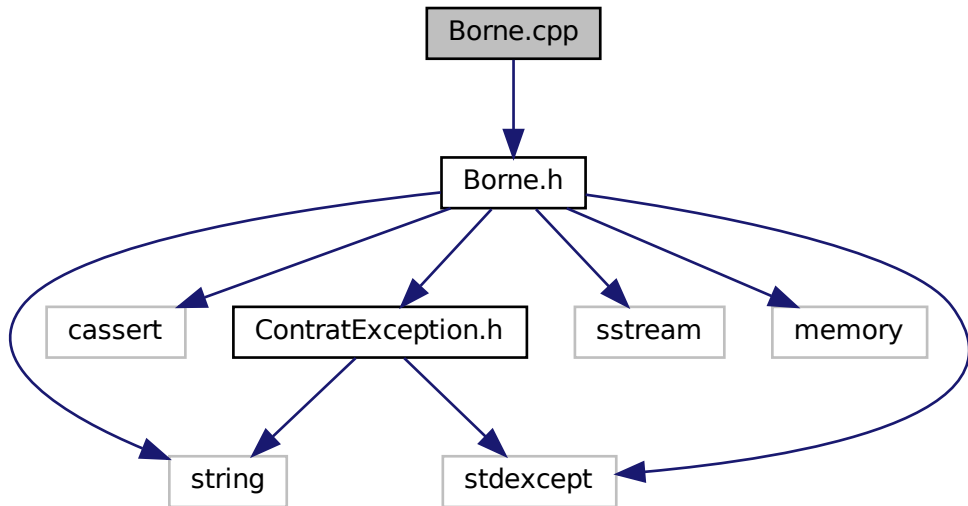 Borne.cpp
Borne.h
cassert
ContratException.h
sstream
memory
string
stdexcept